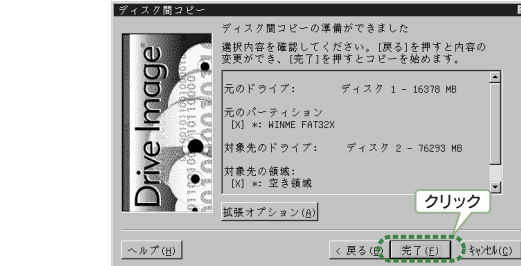 ディスク間コピー
Drive Image
ディスク間コピーの準備ができました
選択内容を確認してください。[戻る]を押すと内容の
変更ができ、[完了]を押すとコピーを始めます。
元のドライブ: ディスク 1 - 16378 MB
元のパーティション
[X] *: WINME FAT32X
対象先のドライブ: ディスク 2 - 76293 MB
対象先の領域:
[X] *: 空き領域
拡張オプション(A)
クリック
ヘルプ(H)
< 戻る(B)
完了(F)
キャンセル(C)